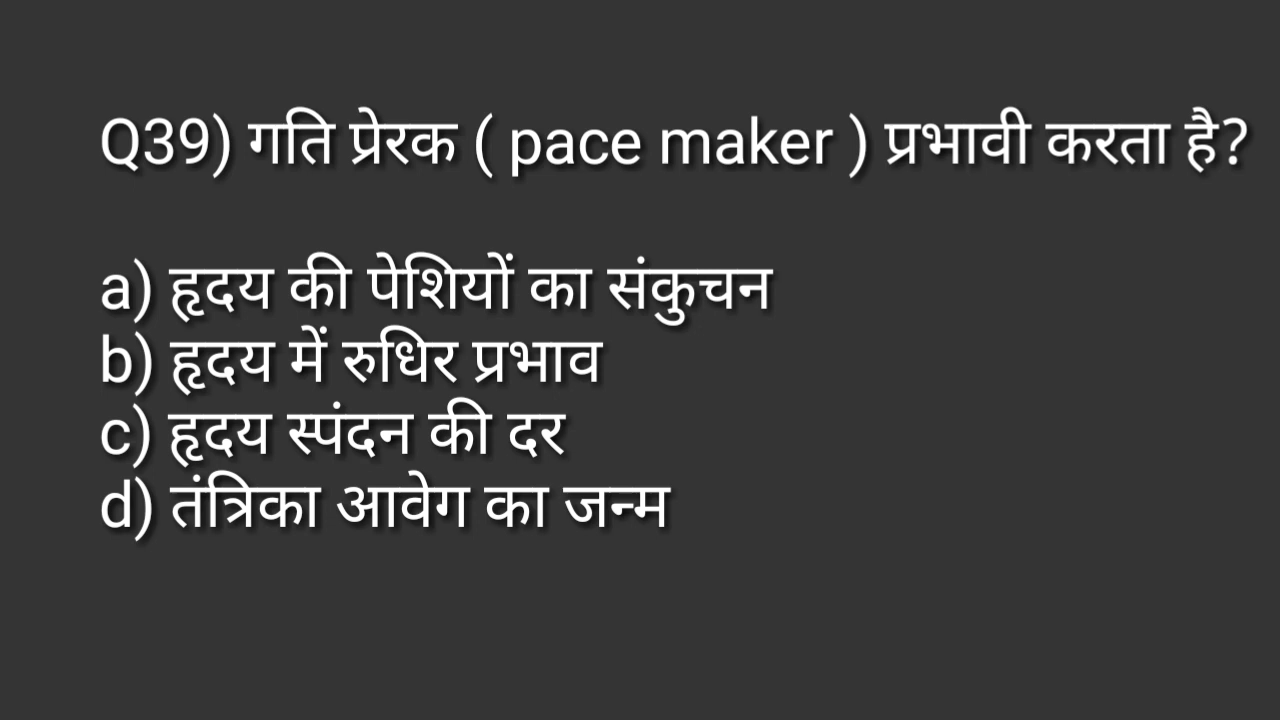 Q39) गति प्रेरक ( pace maker ) प्रभावी करता है?
a) हृदय की पेशियों का संकुचन
b) हृदय में रुधिर प्रभाव
c) हृदय स्पंदन की दर
d) तंत्रिका आवेग का जन्म